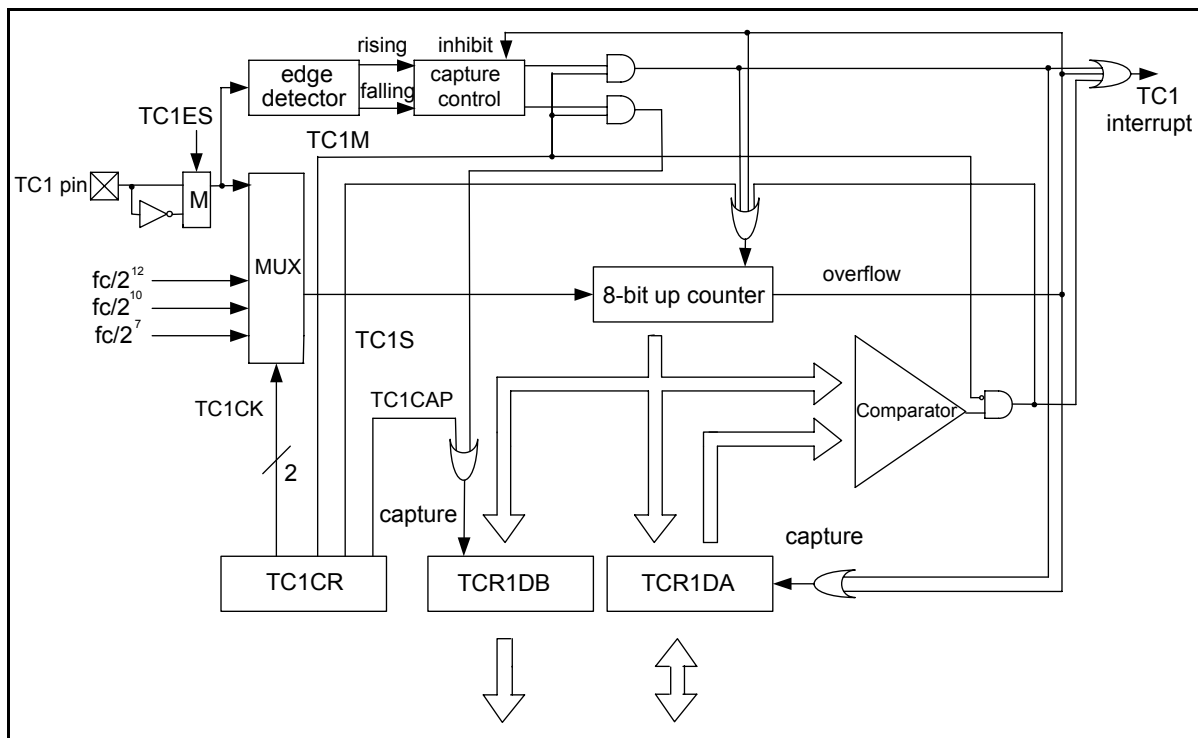 rising
inhibit
edge
detector
falling
capture
control
TC1
interrupt
TC1ES
TC1M
TC1 pin
M
MUX
fc/2¹²
fc/2¹⁰
fc/2⁷
8-bit up counter
overflow
TC1S
TC1CK
TC1CAP
Comparator
2
capture
capture
TC1CR
TCR1DB
TCR1DA